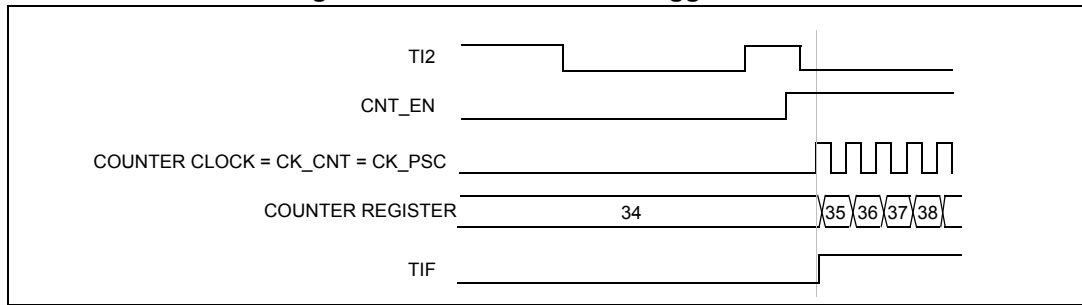 TI2
CNT_EN
COUNTER CLOCK = CK_CNT = CK_PSC
COUNTER REGISTER 34 35 36 37 38
TIF